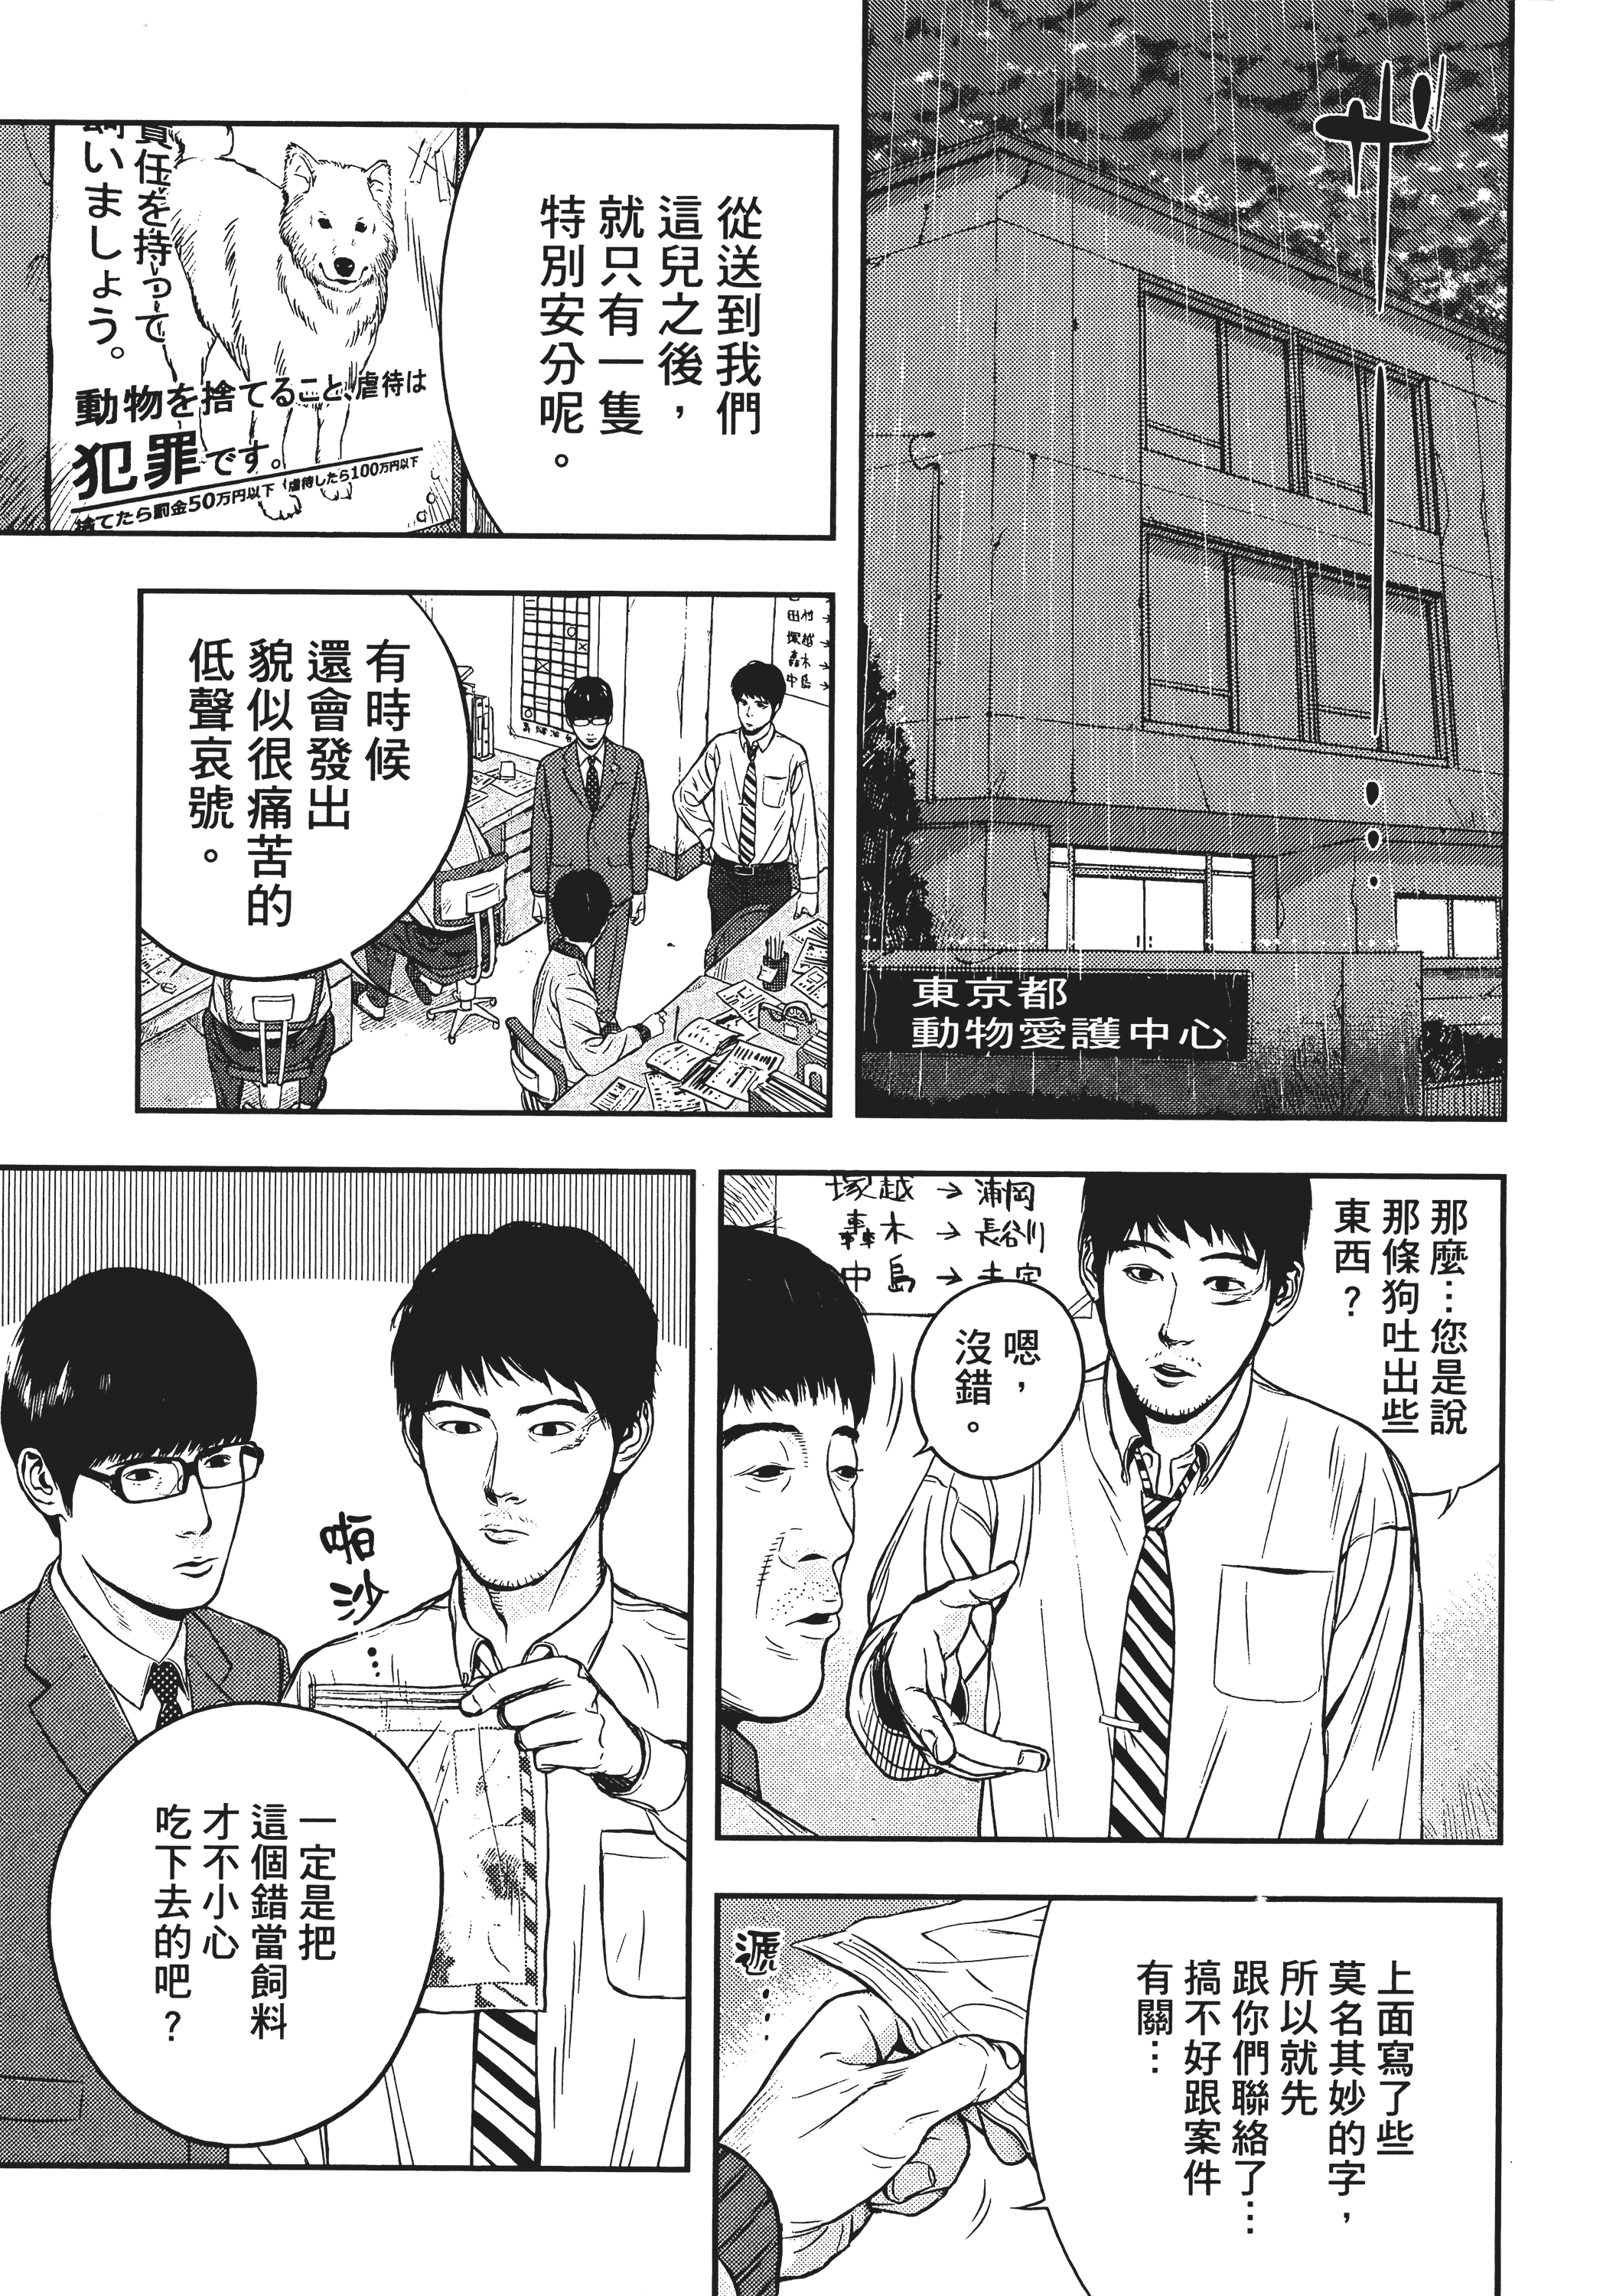 ザ
東京都
動物愛護中心
從送到我們
這兒之後，
就只有一隻
特別安分呢。
責任を持って
飼いましょう。
動物を捨てること、虐待は
犯罪です。
捨てたら罰金50万円以下 虐待したら100万円以下
田村→
塚越→
轟木→
中島→
有時候
還會發出
貌似很痛苦的
低聲哀號。
那麼…您是說
那條狗吐出些
東西？
塚越→浦岡
轟木→長谷川
中島→未定
嗯，
沒錯。
啪沙…
一定是把
這個錯當飼料
才不小心
吃下去的吧？
上面寫了些
莫名其妙的字，
所以就先
跟你們聯絡了…
搞不好跟案件
有關…
遞…